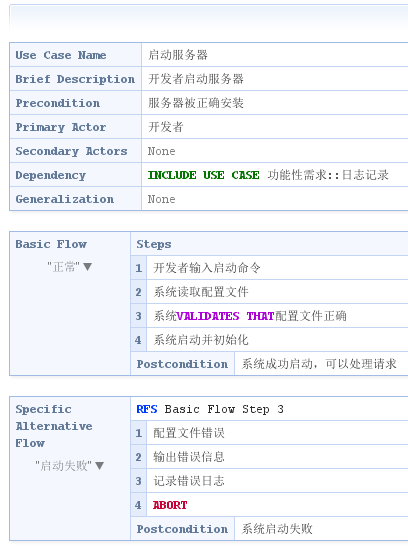 Use Case Name 启动服务器
Brief Description 开发者启动服务器
Precondition 服务器被正确安装
Primary Actor 开发者
Secondary Actors None
Dependency INCLUDE USE CASE 功能性需求::日志记录
Generalization None
Basic Flow Steps
"正常"▼
1 开发者输入启动命令
2 系统读取配置文件
3 系统VALIDATES THAT配置文件正确
4 系统启动并初始化
Postcondition 系统成功启动，可以处理请求
Specific
Alternative
Flow
"启动失败"▼
RFS Basic Flow Step 3
1 配置文件错误
2 输出错误信息
3 记录错误日志
4 ABORT
Postcondition 系统启动失败